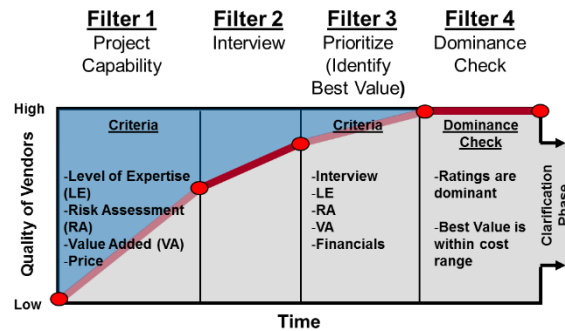 Filter 1
Project
Capability
Filter 2
Interview
Filter 3
Prioritize
(Identify
Best Value)
Filter 4
Dominance
Check
High
Quality of Vendors
Low
Criteria
-Level of Expertise
(LE)
-Risk Assessment
(RA)
-Value Added (VA)
-Price
Criteria
-Interview
-LE
-RA
-VA
-Financials
Dominance
Check
-Ratings are
dominant
-Best Value is
within cost
range
Clarification
Phase
Time